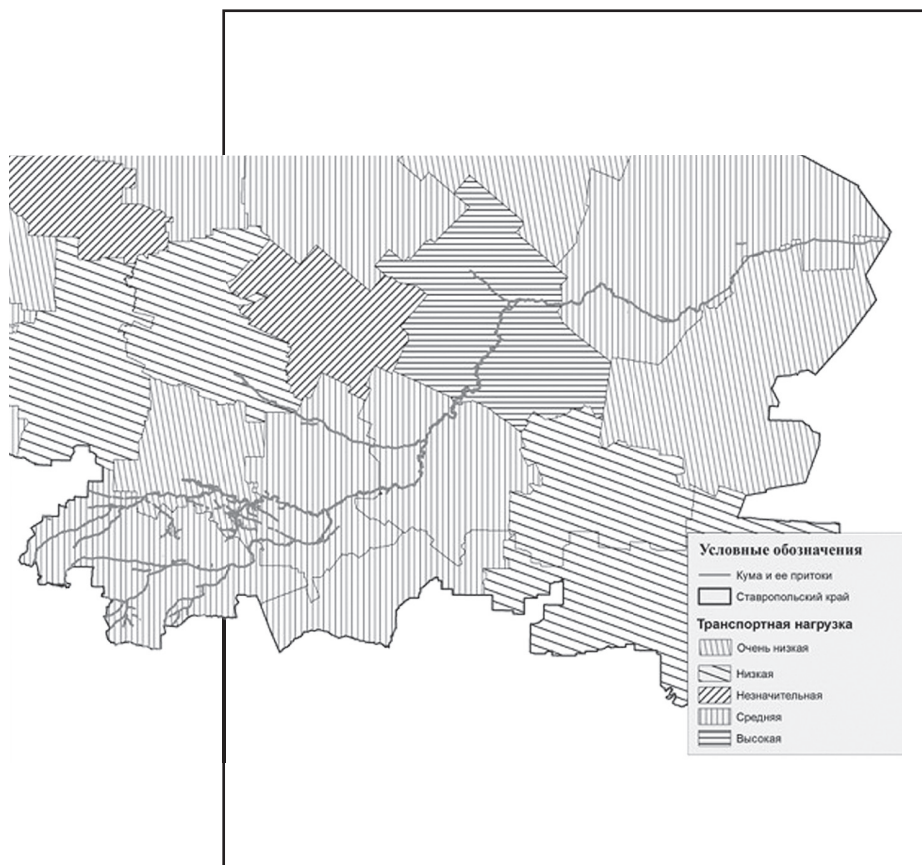 Условные обозначения
Кума и ее притоки
Ставропольский край
Транспортная нагрузка
Очень низкая
Низкая
Незначительная
Средняя
Высокая